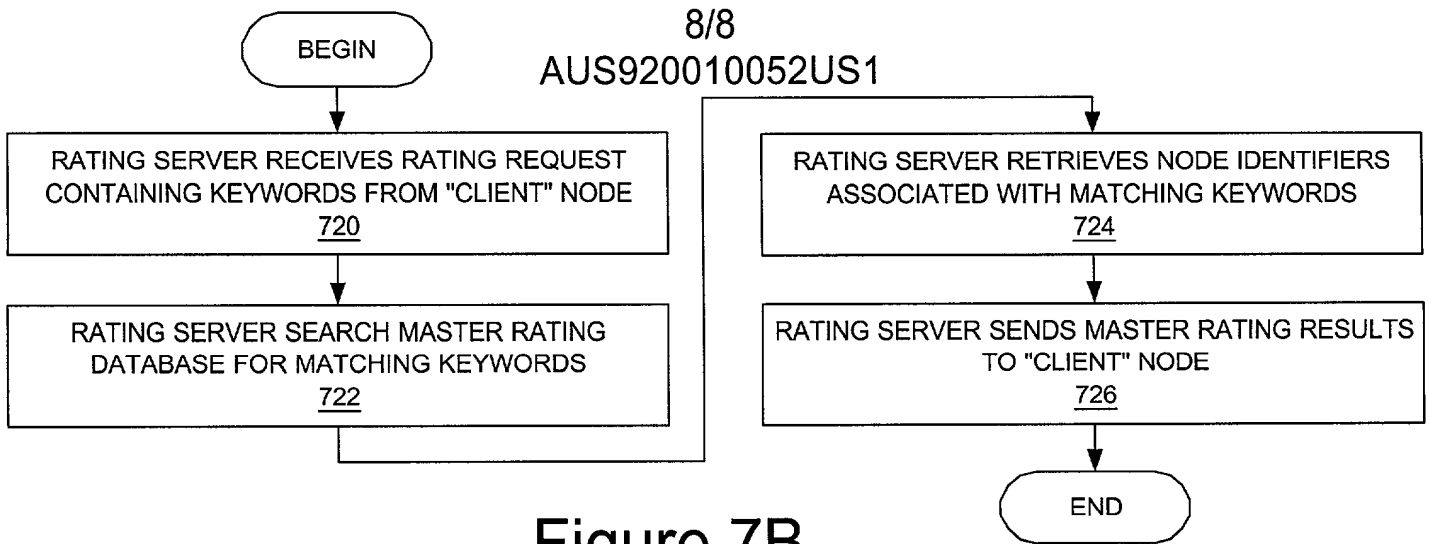 8/8
AUS920010052US1
BEGIN
RATING SERVER RECEIVES RATING REQUEST
CONTAINING KEYWORDS FROM "CLIENT" NODE
720
RATING SERVER SEARCH MASTER RATING
DATABASE FOR MATCHING KEYWORDS
722
RATING SERVER RETRIEVES NODE IDENTIFIERS
ASSOCIATED WITH MATCHING KEYWORDS
724
RATING SERVER SENDS MASTER RATING RESULTS
TO "CLIENT" NODE
726
END
Figure 7B